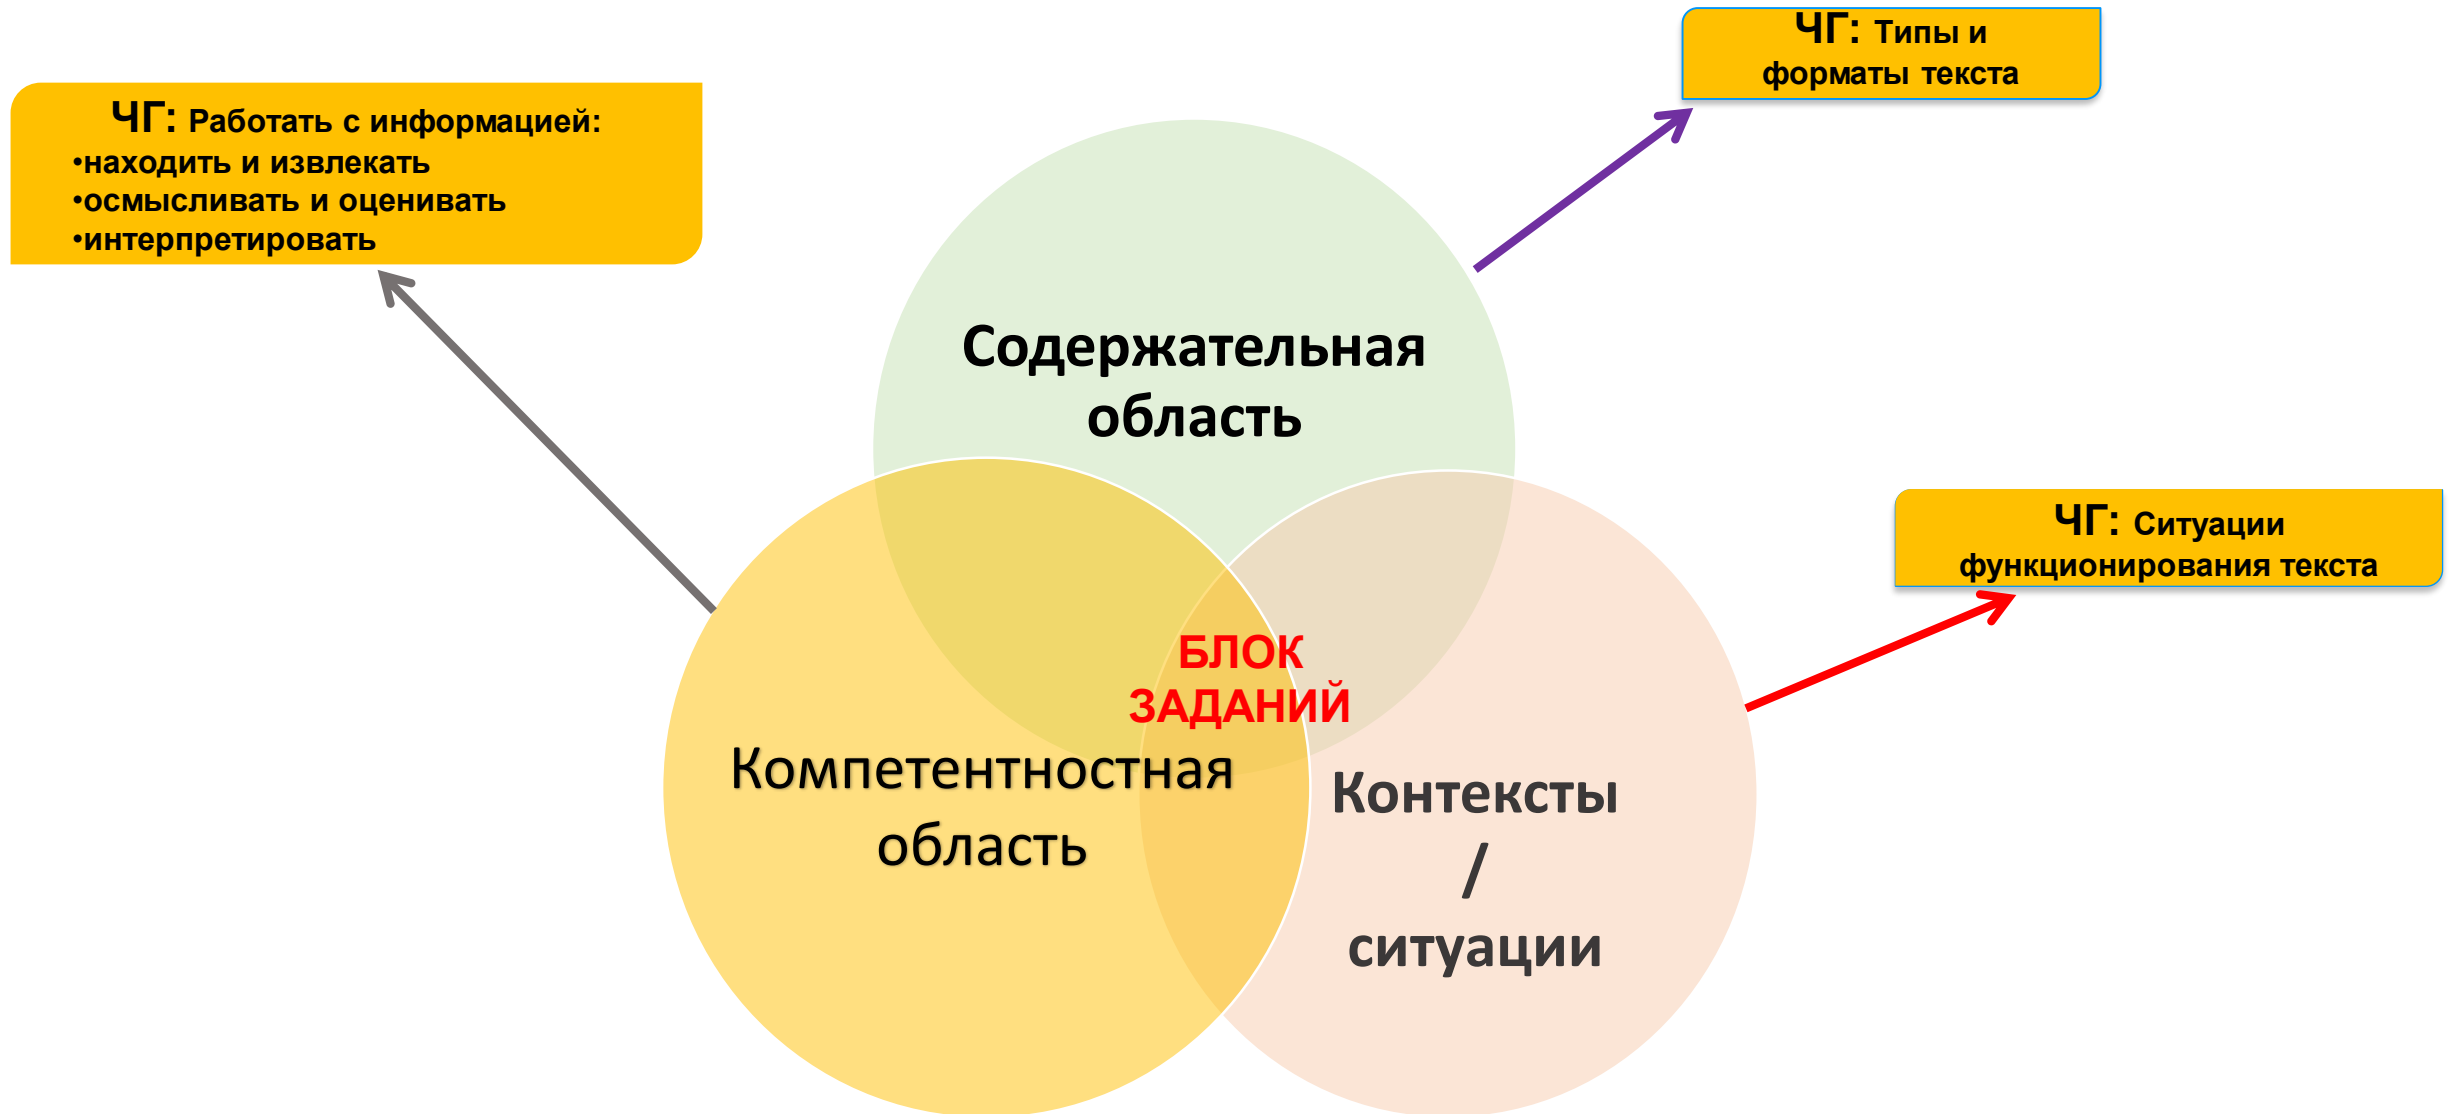 ЧГ: Типы и
форматы текста
ЧГ: Работать с информацией:
•находить и извлекать
•осмысливать и оценивать
•интерпретировать
Содержательная
область
ЧГ: Ситуации
функционирования текста
БЛОК
ЗАДАНИЙ
Компетентностная
область
Контексты
/
ситуации